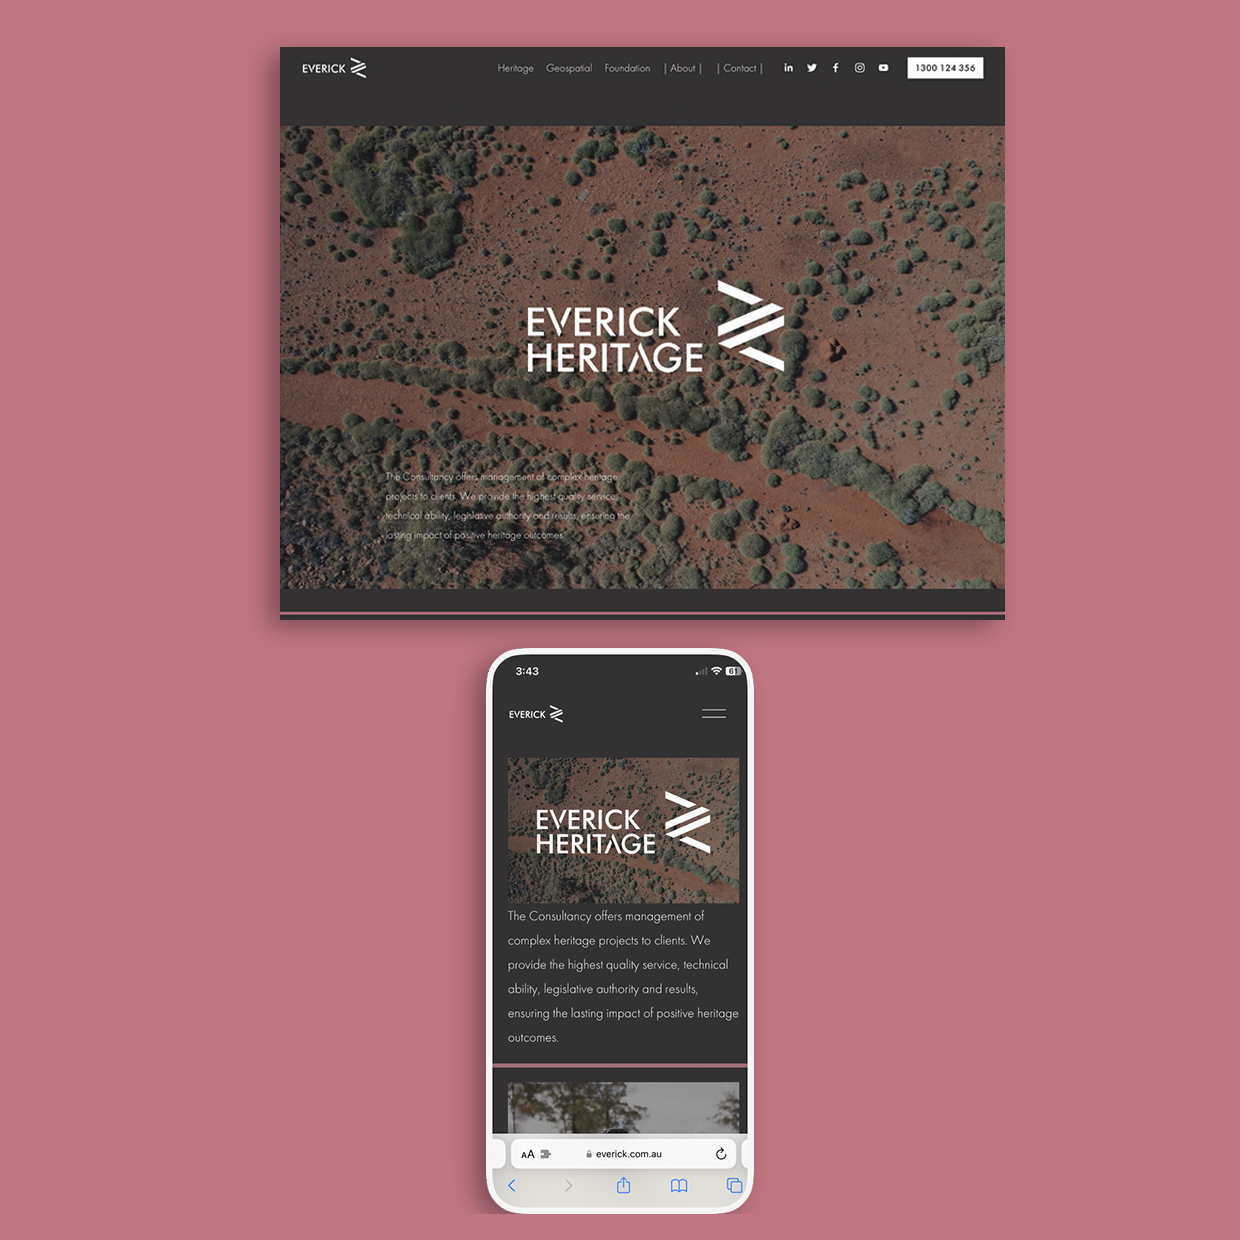 EVERICK
Heritage Geospatial Foundation | About | | Contact | 1300 124 356
EVERICK
HERITAGE
The Consultancy offers management of complex heritage
projects to clients. We provide the highest quality service,
technical ability, legislative authority and results, ensuring the
lasting impact of positive heritage outcomes.
3:43 61
EVERICK
EVERICK
HERITAGE
The Consultancy offers management of
complex heritage projects to clients. We
provide the highest quality service, technical
ability, legislative authority and results,
ensuring the lasting impact of positive heritage
outcomes.
AA everick.com.au